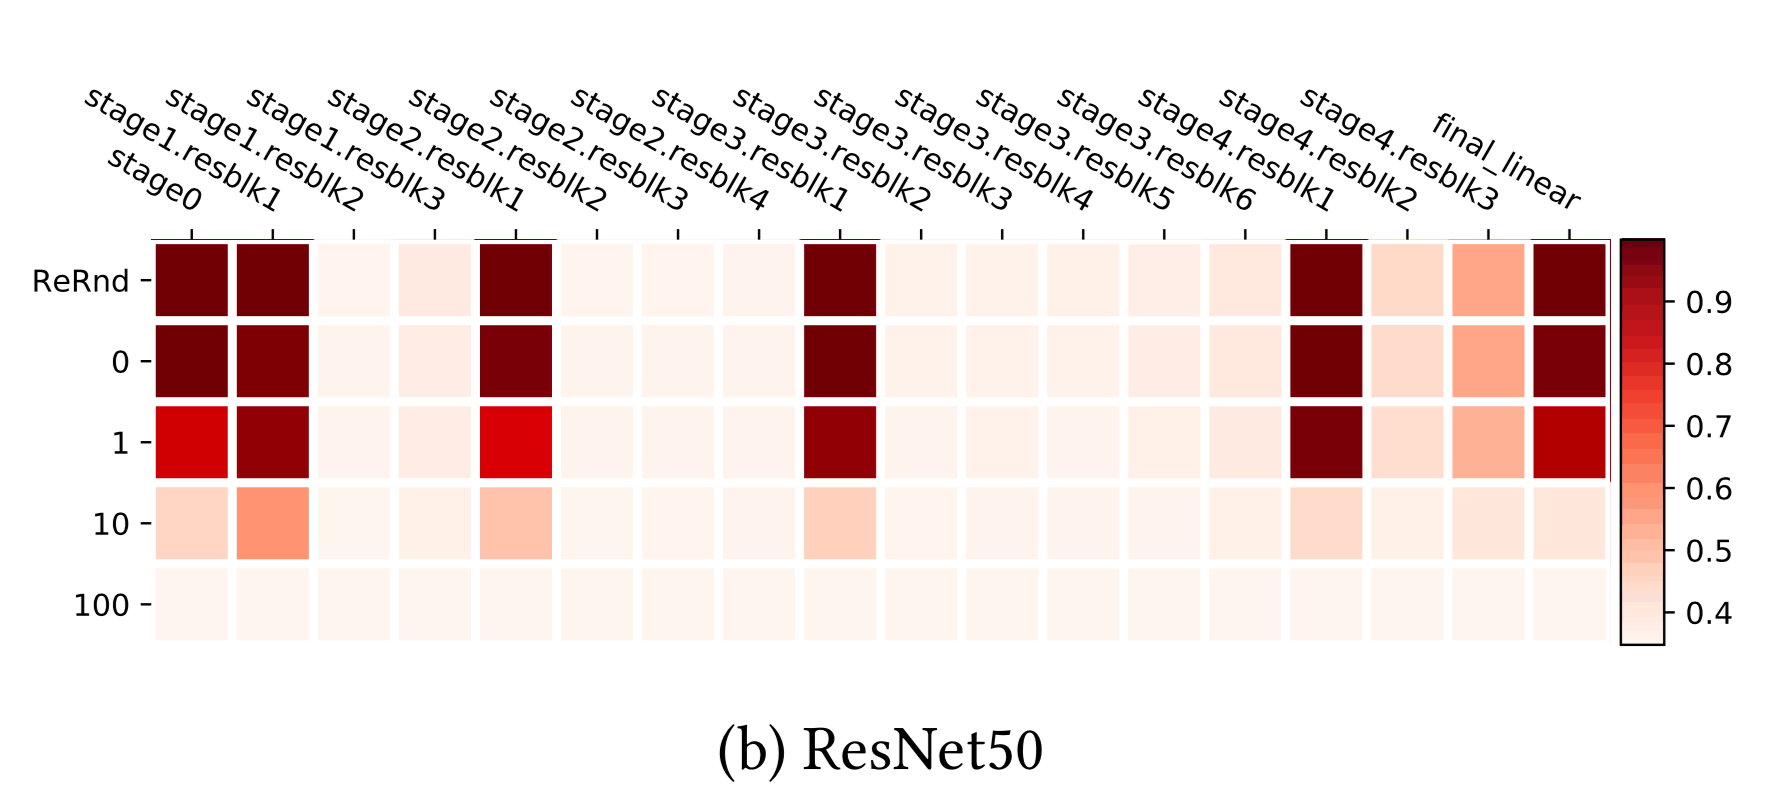 stage0
stage1.resblk1
stage1.resblk2
stage1.resblk3
stage2.resblk1
stage2.resblk2
stage2.resblk3
stage2.resblk4
stage3.resblk1
stage3.resblk2
stage3.resblk3
stage3.resblk4
stage3.resblk5
stage3.resblk6
stage4.resblk1
stage4.resblk2
stage4.resblk3
final_linear
ReRnd
0
1
10
100
0.9
0.8
0.7
0.6
0.5
0.4
(b) ResNet50